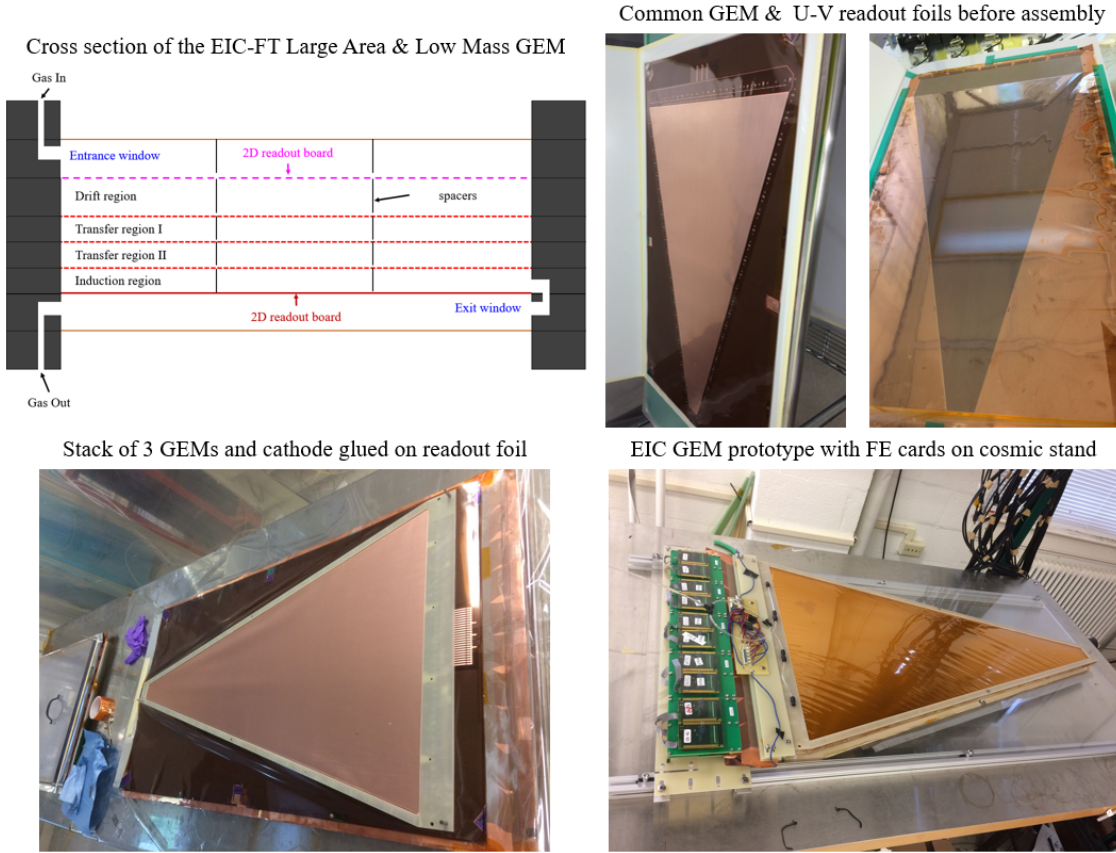 Common GEM & U-V readout foils before assembly
Cross section of the EIC-FT Large Area & Low Mass GEM
Gas In
Entrance window
2D readout board
Drift region
spacers
Transfer region I
Transfer region II
Induction region
2D readout board
Exit window
Gas Out
Stack of 3 GEMs and cathode glued on readout foil
EIC GEM prototype with FE cards on cosmic stand